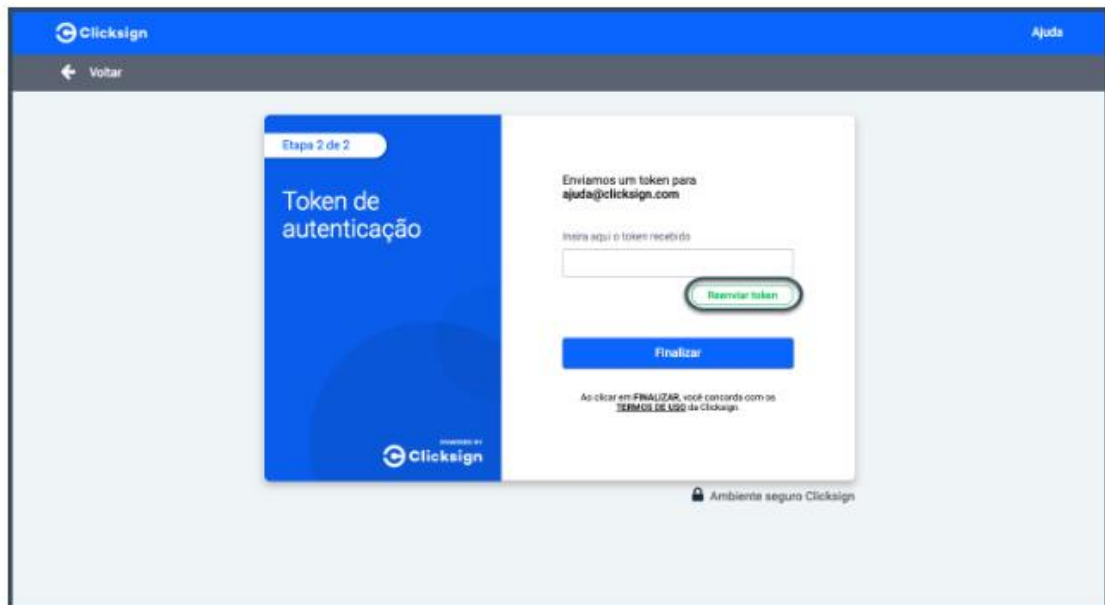 Clicksign
Ajuda
Voltar
Etapa 2 de 2
Token de
autenticação
Enviamos um token para
ajuda@clicksign.com
Insira aqui o token recebido
Reenviar token
Finalizar
Ao clicar em FINALIZAR, você concorda com os
TERMOS DE USO da Clicksign
POWERED BY
Clicksign
Ambiente seguro Clicksign